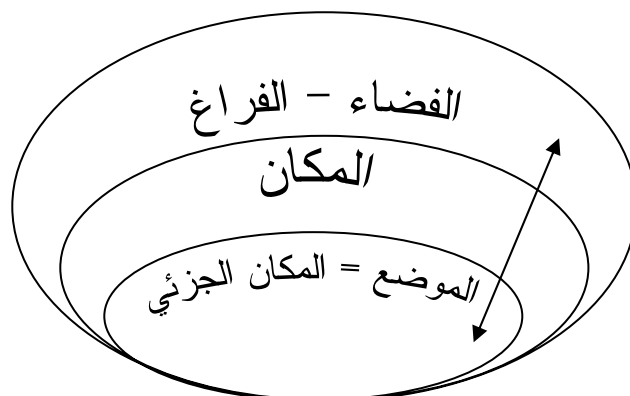 الفضاء – الفراغ
المكان
الموضع = المكان الجزئي